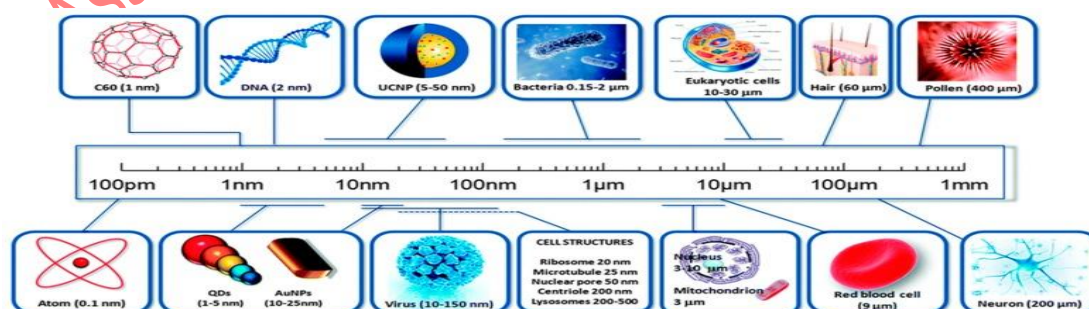 C60 (1 nm)
DNA (2 nm)
UCNP (5-50 nm)
Bacteria 0.15-2 µm
Eukaryotic cells
10-30 µm
Hair (60 µm)
Pollen (400 µm)
100pm 1nm 10nm 100nm 1µm 10µm 100µm 1mm
Atom (0.1 nm)
QDs
(1-5 nm)
AuNPs
(10-25nm)
Virus (10-150 nm)
CELL STRUCTURES
Ribosome 20 nm
Microtubule 25 nm
Nuclear pore 50 nm
Centriole 200 nm
Lysosomes 200-500
Nucleus
3-10 µm
Mitochondrion
3 µm
Red blood cell
(9 µm)
Neuron (200 µm)